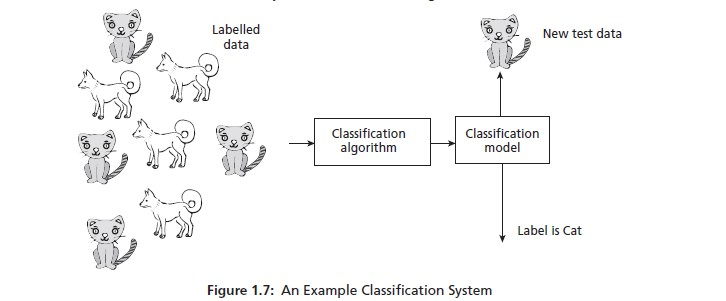 Labelled
data
New test data
Classification
algorithm
Classification
model
Label is Cat
Figure 1.7: An Example Classification System